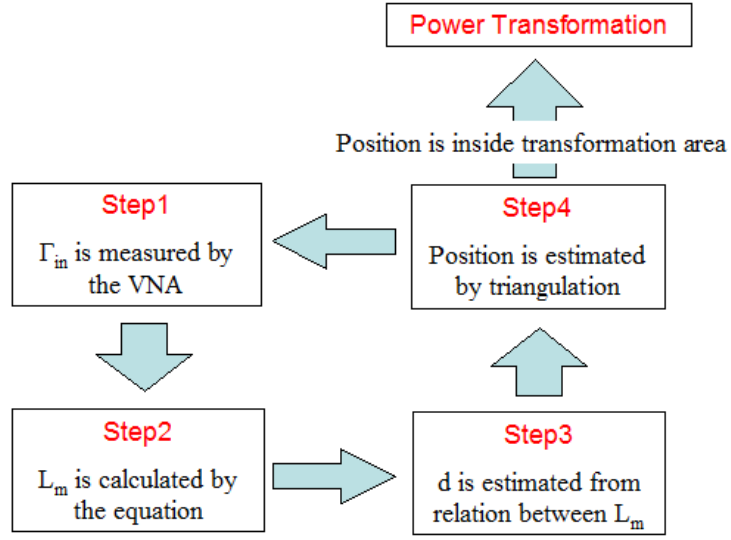 Power Transformation
Position is inside transformation area
Step1
Γin is measured by
the VNA
Step4
Position is estimated
by triangulation
Step2
Lm is calculated by
the equation
Step3
d is estimated from
relation between Lm